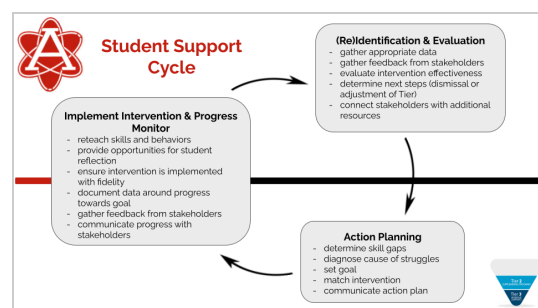 A
Student Support
Cycle
(Re)Identification & Evaluation
- gather appropriate data
- gather feedback from stakeholders
- evaluate intervention effectiveness
- determine next steps (dismissal or
adjustment of Tier)
- connect stakeholders with additional
resources
Implement Intervention & Progress
Monitor
- reteach skills and behaviors
- provide opportunities for student
reflection
- ensure intervention is implemented
with fidelity
- document data around progress
towards goal
- gather feedback from stakeholders
- communicate progress with
stakeholders
Action Planning
- determine skill gaps
- diagnose cause of struggles
- set goal
- match intervention
- communicate action plan
Tier 2
Tier 3